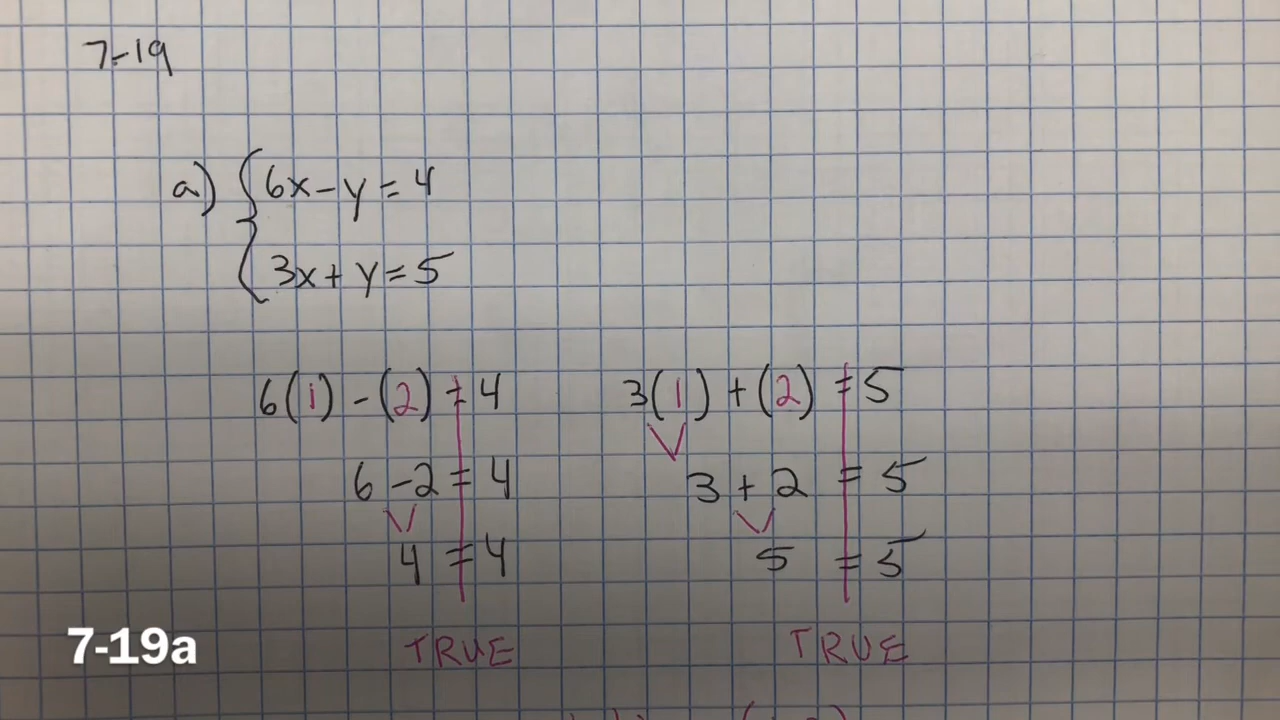 7-19
a) { 6x - y = 4
3x + y = 5
6(1) - (2) = 4    3(1) + (2) = 5
6 - 2 = 4    3 + 2 = 5
4 = 4    5 = 5
TRUE    TRUE
7-19a